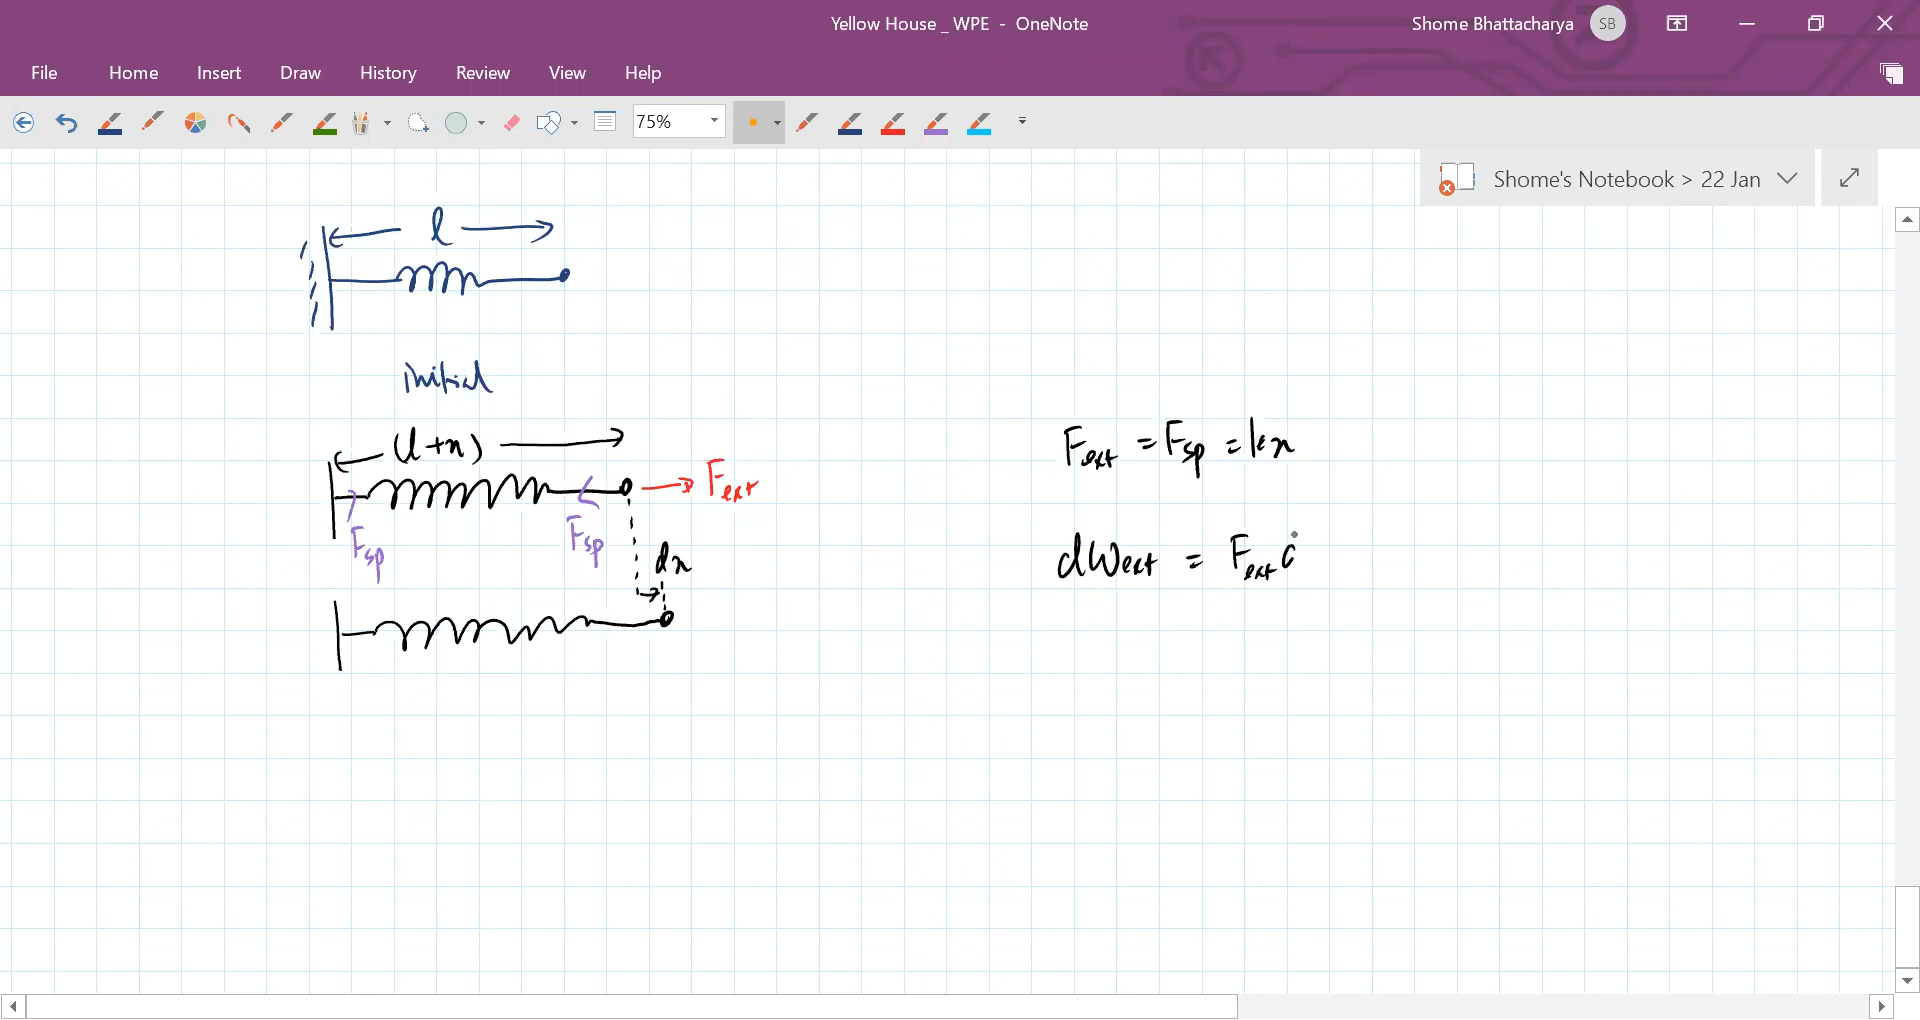 Yellow House _ WPE - OneNote
Shome Bhattacharya
SB
File Home Insert Draw History Review View Help
75%
Shome's Notebook > 22 Jan
l
initial
(l+x)
Fext
Fsp
Fsp
dx
Fext = Fsp = kx
dWext = Fext